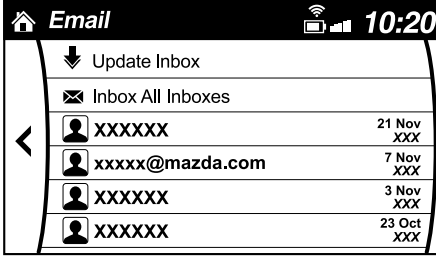 Email 10:20
Update Inbox
Inbox All Inboxes
XXXXXX 21 Nov
XXX
xxxxx@mazda.com 7 Nov
XXX
XXXXXX 3 Nov
XXX
XXXXXX 23 Oct
XXX